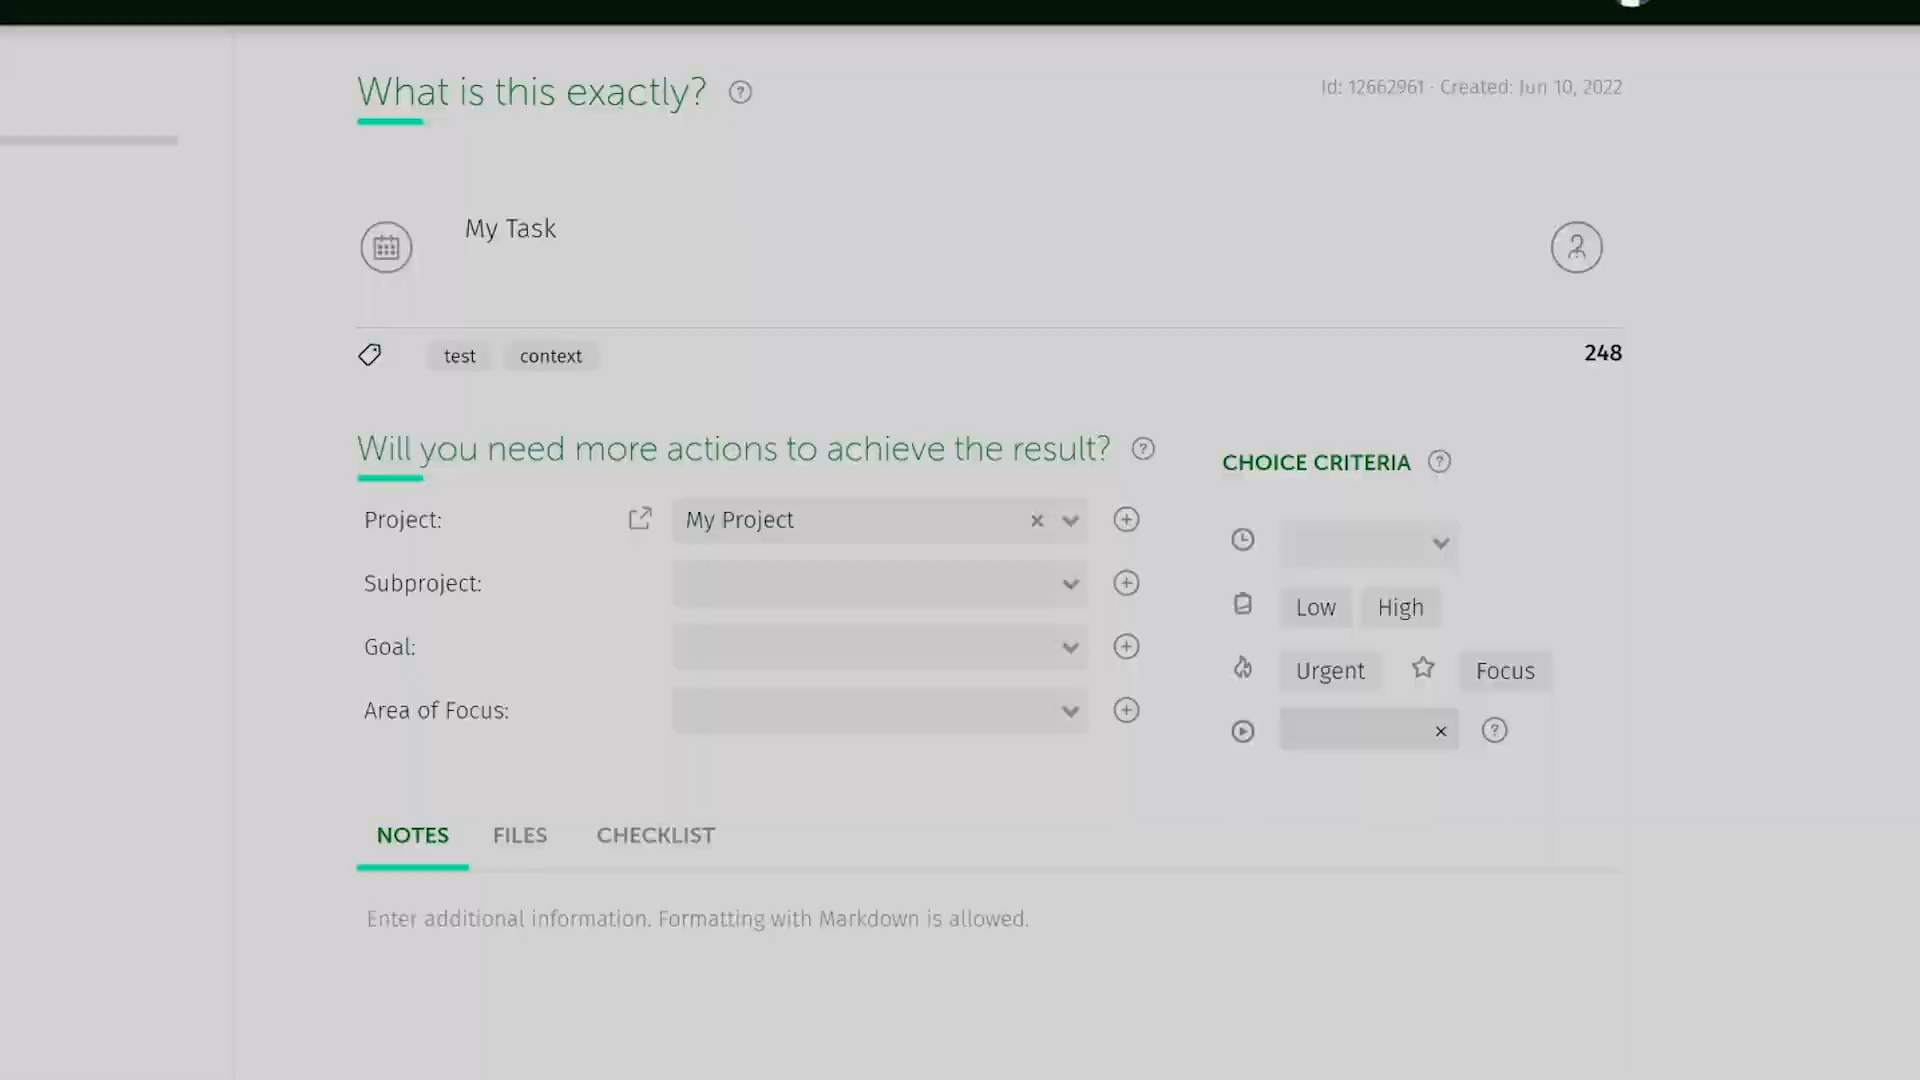 What is this exactly? ?
Id: 12662961 · Created: Jun 10, 2022
My Task
test context
248
Will you need more actions to achieve the result? ?
CHOICE CRITERIA ?
Project: My Project
Subproject:
Low High
Goal:
Urgent Focus
Area of Focus:
?
NOTES FILES CHECKLIST
Enter additional information. Formatting with Markdown is allowed.